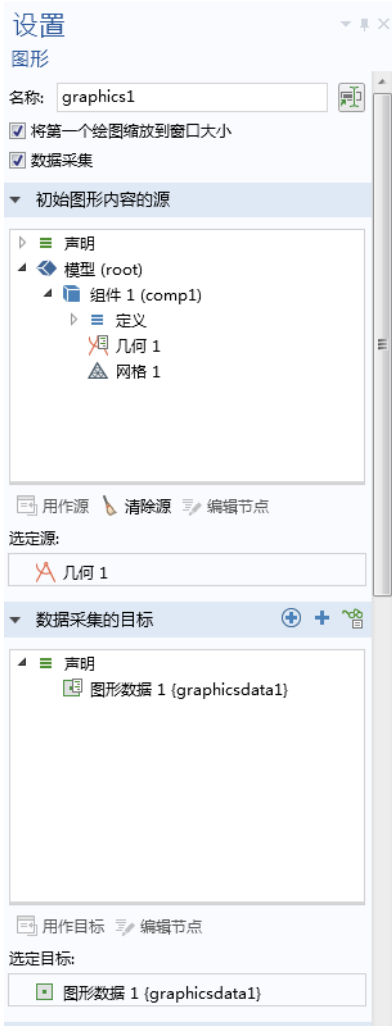 设置
图形
名称: graphics1
将第一个绘图缩放到窗口大小
数据采集
初始图形内容的源
声明
模型 (root)
组件 1 (comp1)
定义
几何 1
网格 1
用作源 清除源 编辑节点
选定源:
几何 1
数据采集的目标
声明
图形数据 1 {graphicsdata1}
用作目标 编辑节点
选定目标:
图形数据 1 {graphicsdata1}